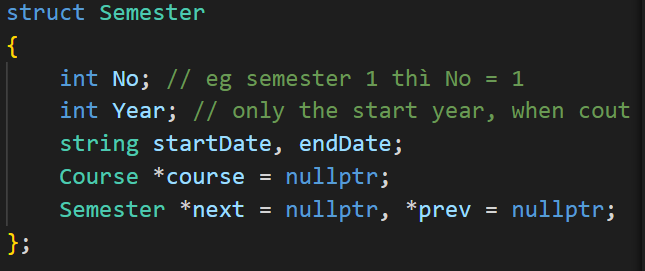 struct Semester
{
    int No; // eg semester 1 thì No = 1
    int Year; // only the start year, when cout
    string startDate, endDate;
    Course *course = nullptr;
    Semester *next = nullptr, *prev = nullptr;
};